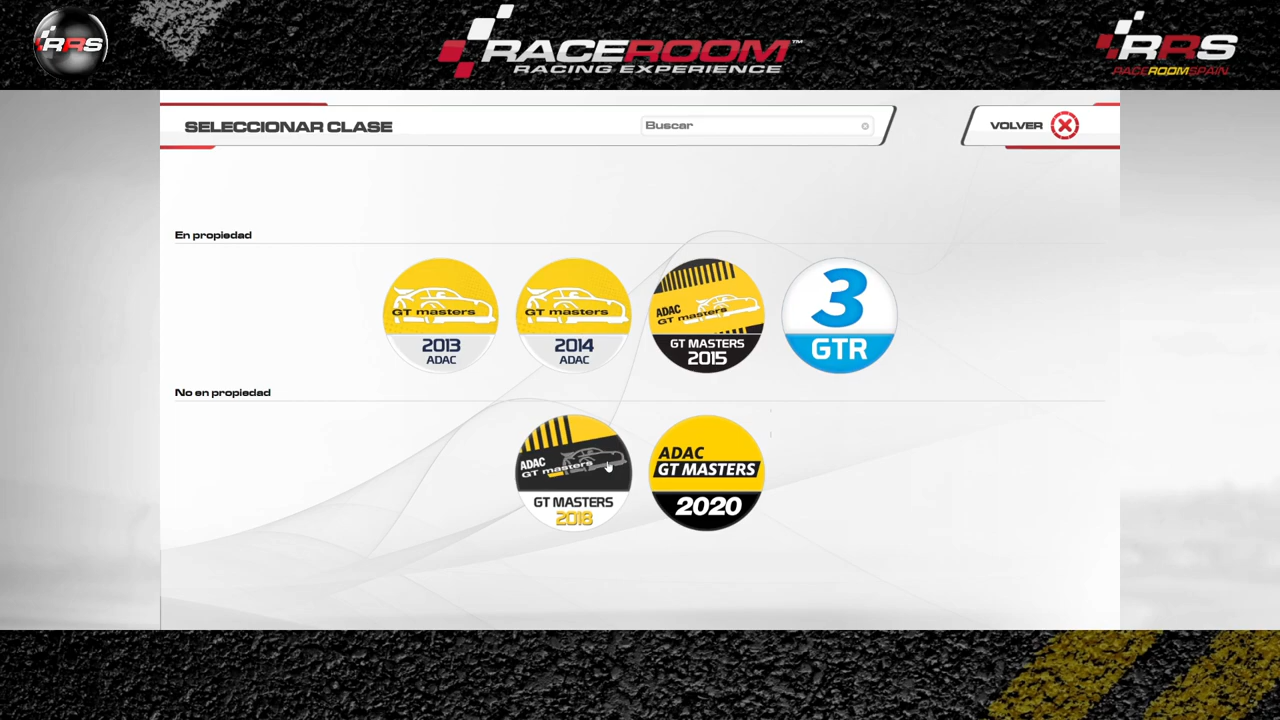 RRS
RACEROOM™
RACING EXPERIENCE
RRS
RACEROOMSPAIN
SELECCIONAR CLASE
Buscar
VOLVER
En propiedad
GT masters
2013
ADAC
GT masters
2014
ADAC
ADAC
GT masters
GT MASTERS
2015
3
GTR
No en propiedad
ADAC
GT masters
GT MASTERS
2018
ADAC
GT MASTERS
2020